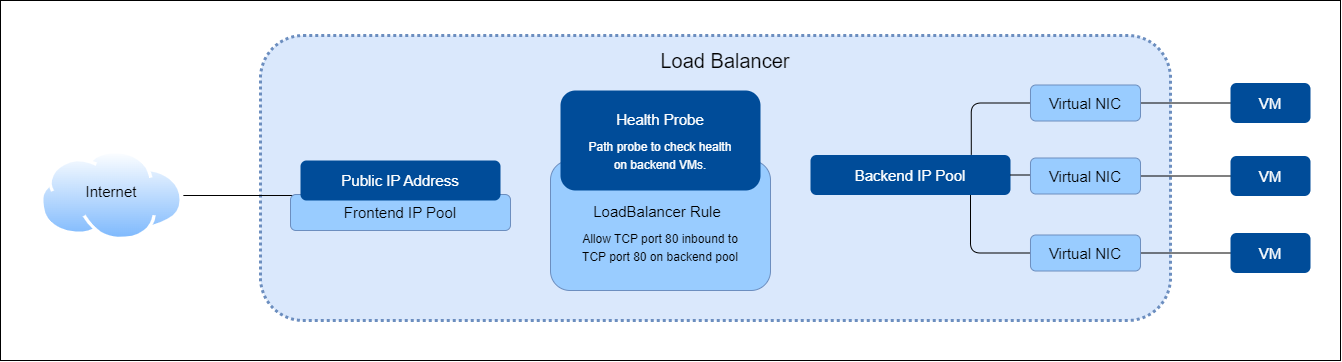 Load Balancer
Internet
Public IP Address
Frontend IP Pool
Health Probe
Path probe to check health
on backend VMs.
LoadBalancer Rule
Allow TCP port 80 inbound to
TCP port 80 on backend pool
Backend IP Pool
Virtual NIC
VM
Virtual NIC
VM
Virtual NIC
VM